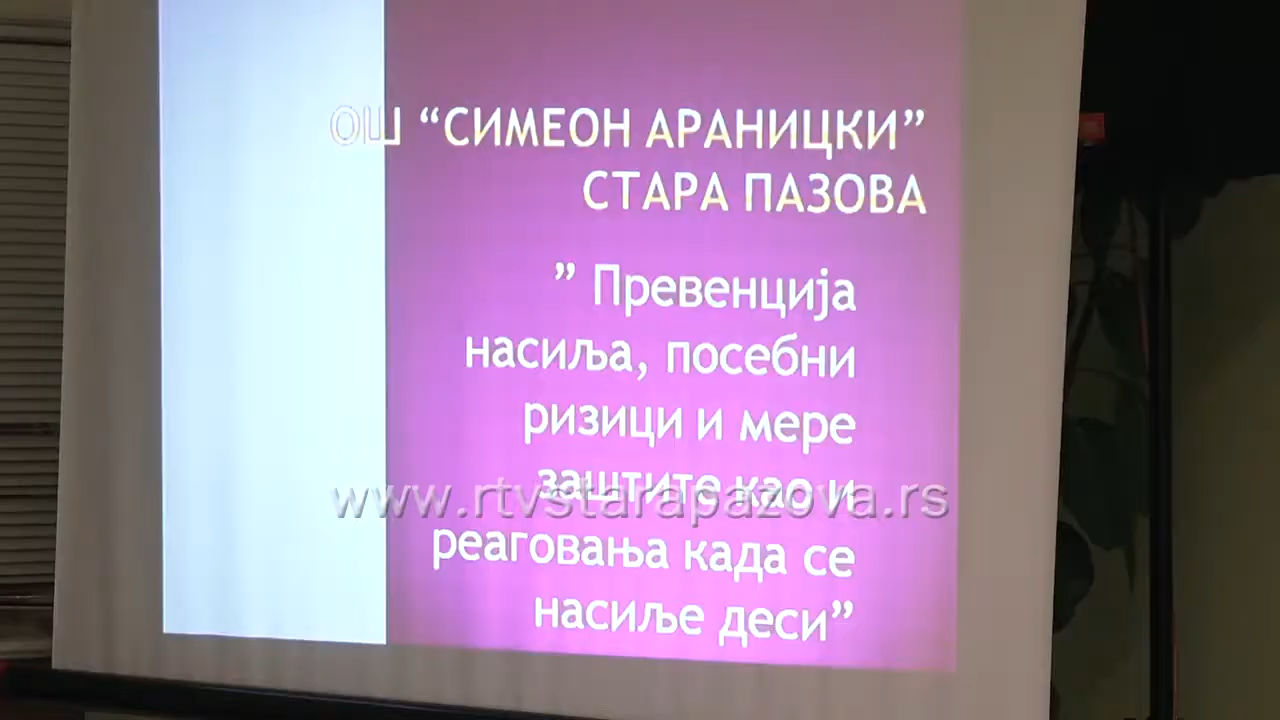 ОШ “СИМЕОН АРАНИЦКИ”
СТАРА ПАЗОВА
” Превенција
насиља, посебни
ризици и мере
заштите као и
www.rtvstarapazova.rs
реаговања када се
насиље деси”